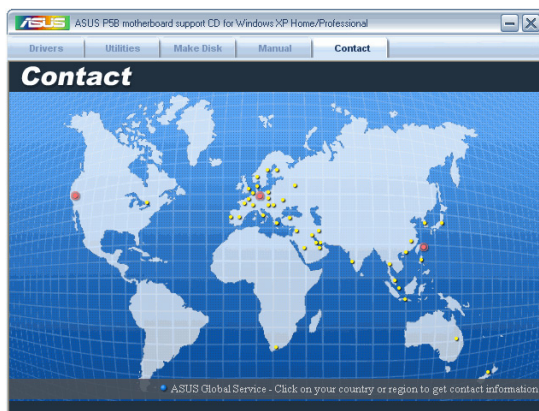 ASUS ASUS P5B motherboard support CD for Windows XP Home/Professional
Drivers Utilities Make Disk Manual Contact
Contact
ASUS Global Service - Click on your country or region to get contact information